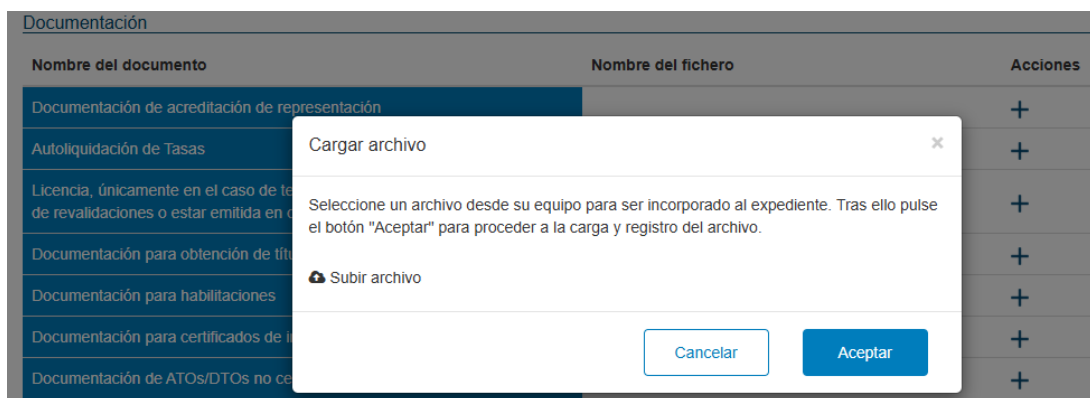 Documentación
Nombre del documento Nombre del fichero Acciones
Documentación de acreditación de representación
Autoliquidación de Tasas
Cargar archivo
Licencia, únicamente en el caso de
de revalidaciones o estar emitida en
Seleccione un archivo desde su equipo para ser incorporado al expediente. Tras ello pulse
el botón "Aceptar" para proceder a la carga y registro del archivo.
Documentación para obtención de
Subir archivo
Documentación para habilitaciones
Documentación para certificados de
Cancelar Aceptar
Documentación de ATOs/DTOs no